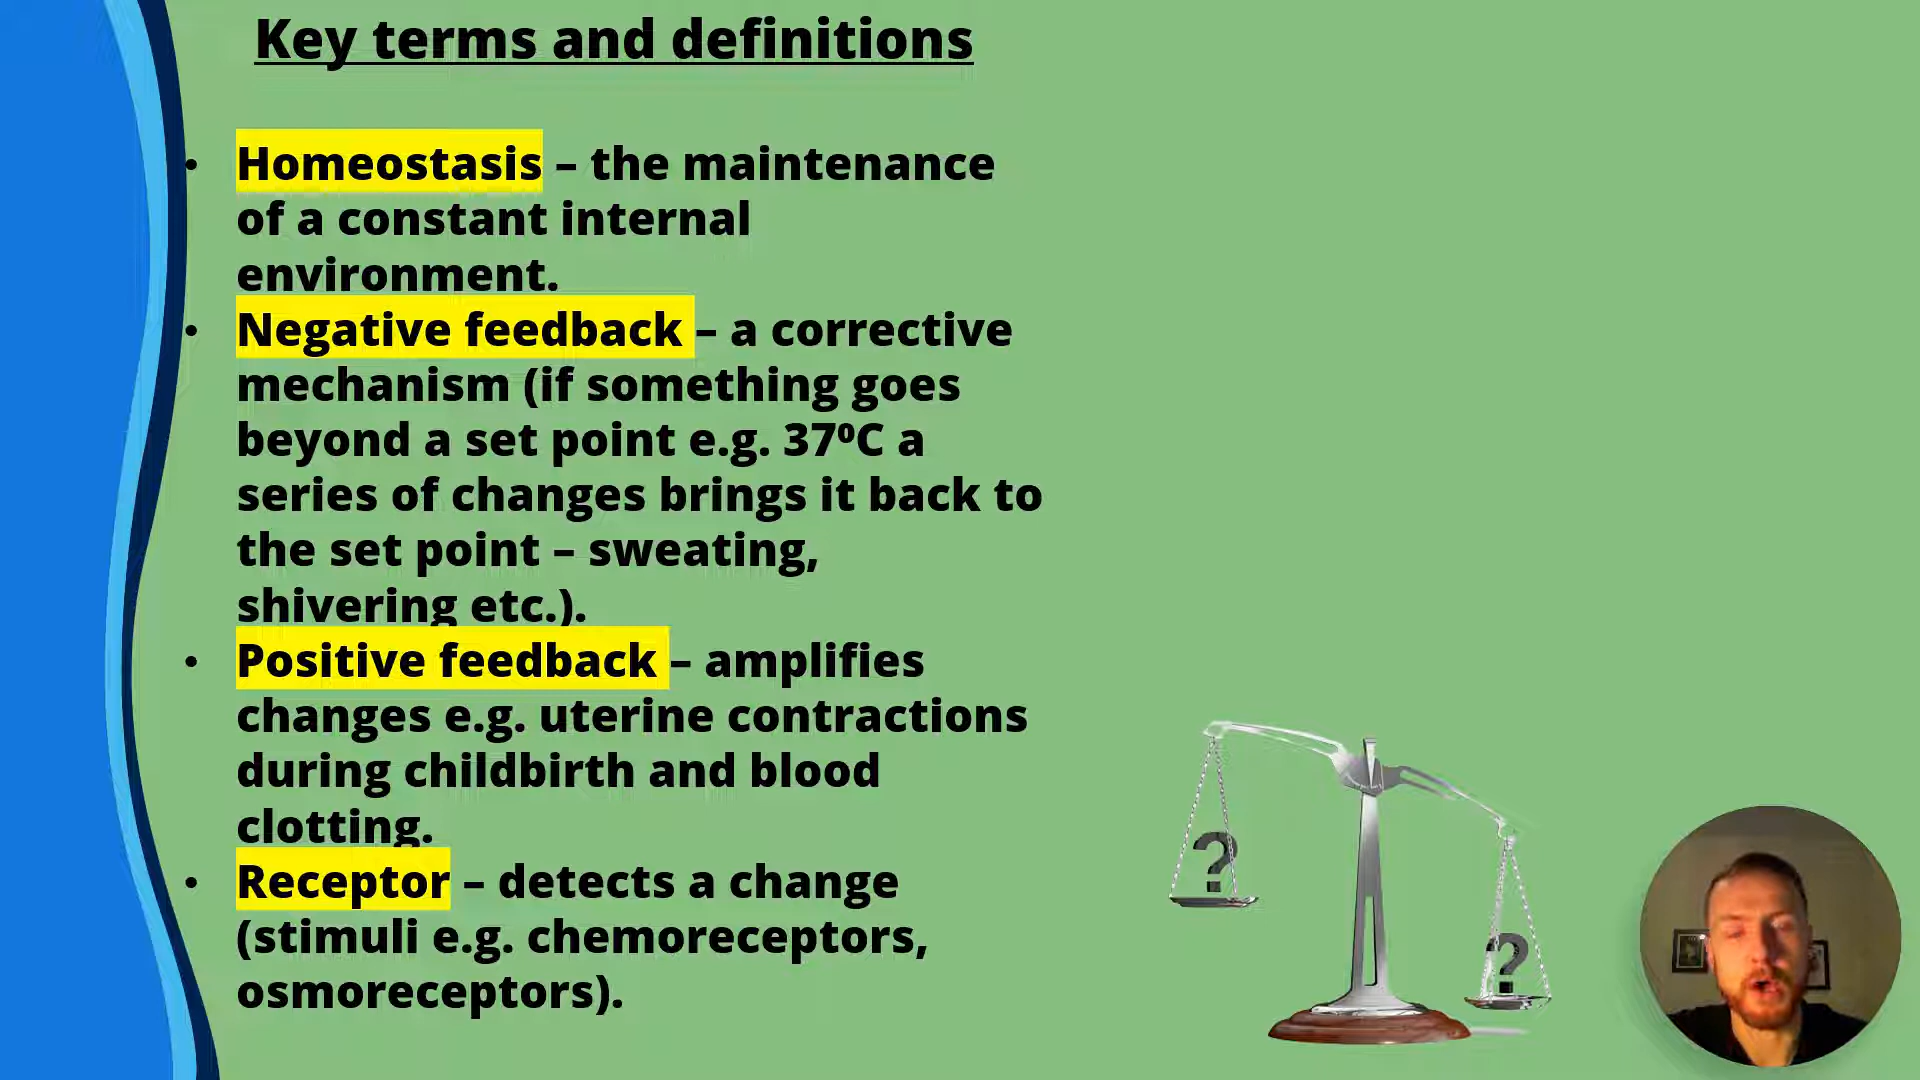 Key terms and definitions
• Homeostasis – the maintenance
of a constant internal
environment.
• Negative feedback – a corrective
mechanism (if something goes
beyond a set point e.g. 37⁰C a
series of changes brings it back to
the set point – sweating,
shivering etc.).
• Positive feedback – amplifies
changes e.g. uterine contractions
during childbirth and blood
clotting.
• Receptor – detects a change
(stimuli e.g. chemoreceptors,
osmoreceptors).
?
?